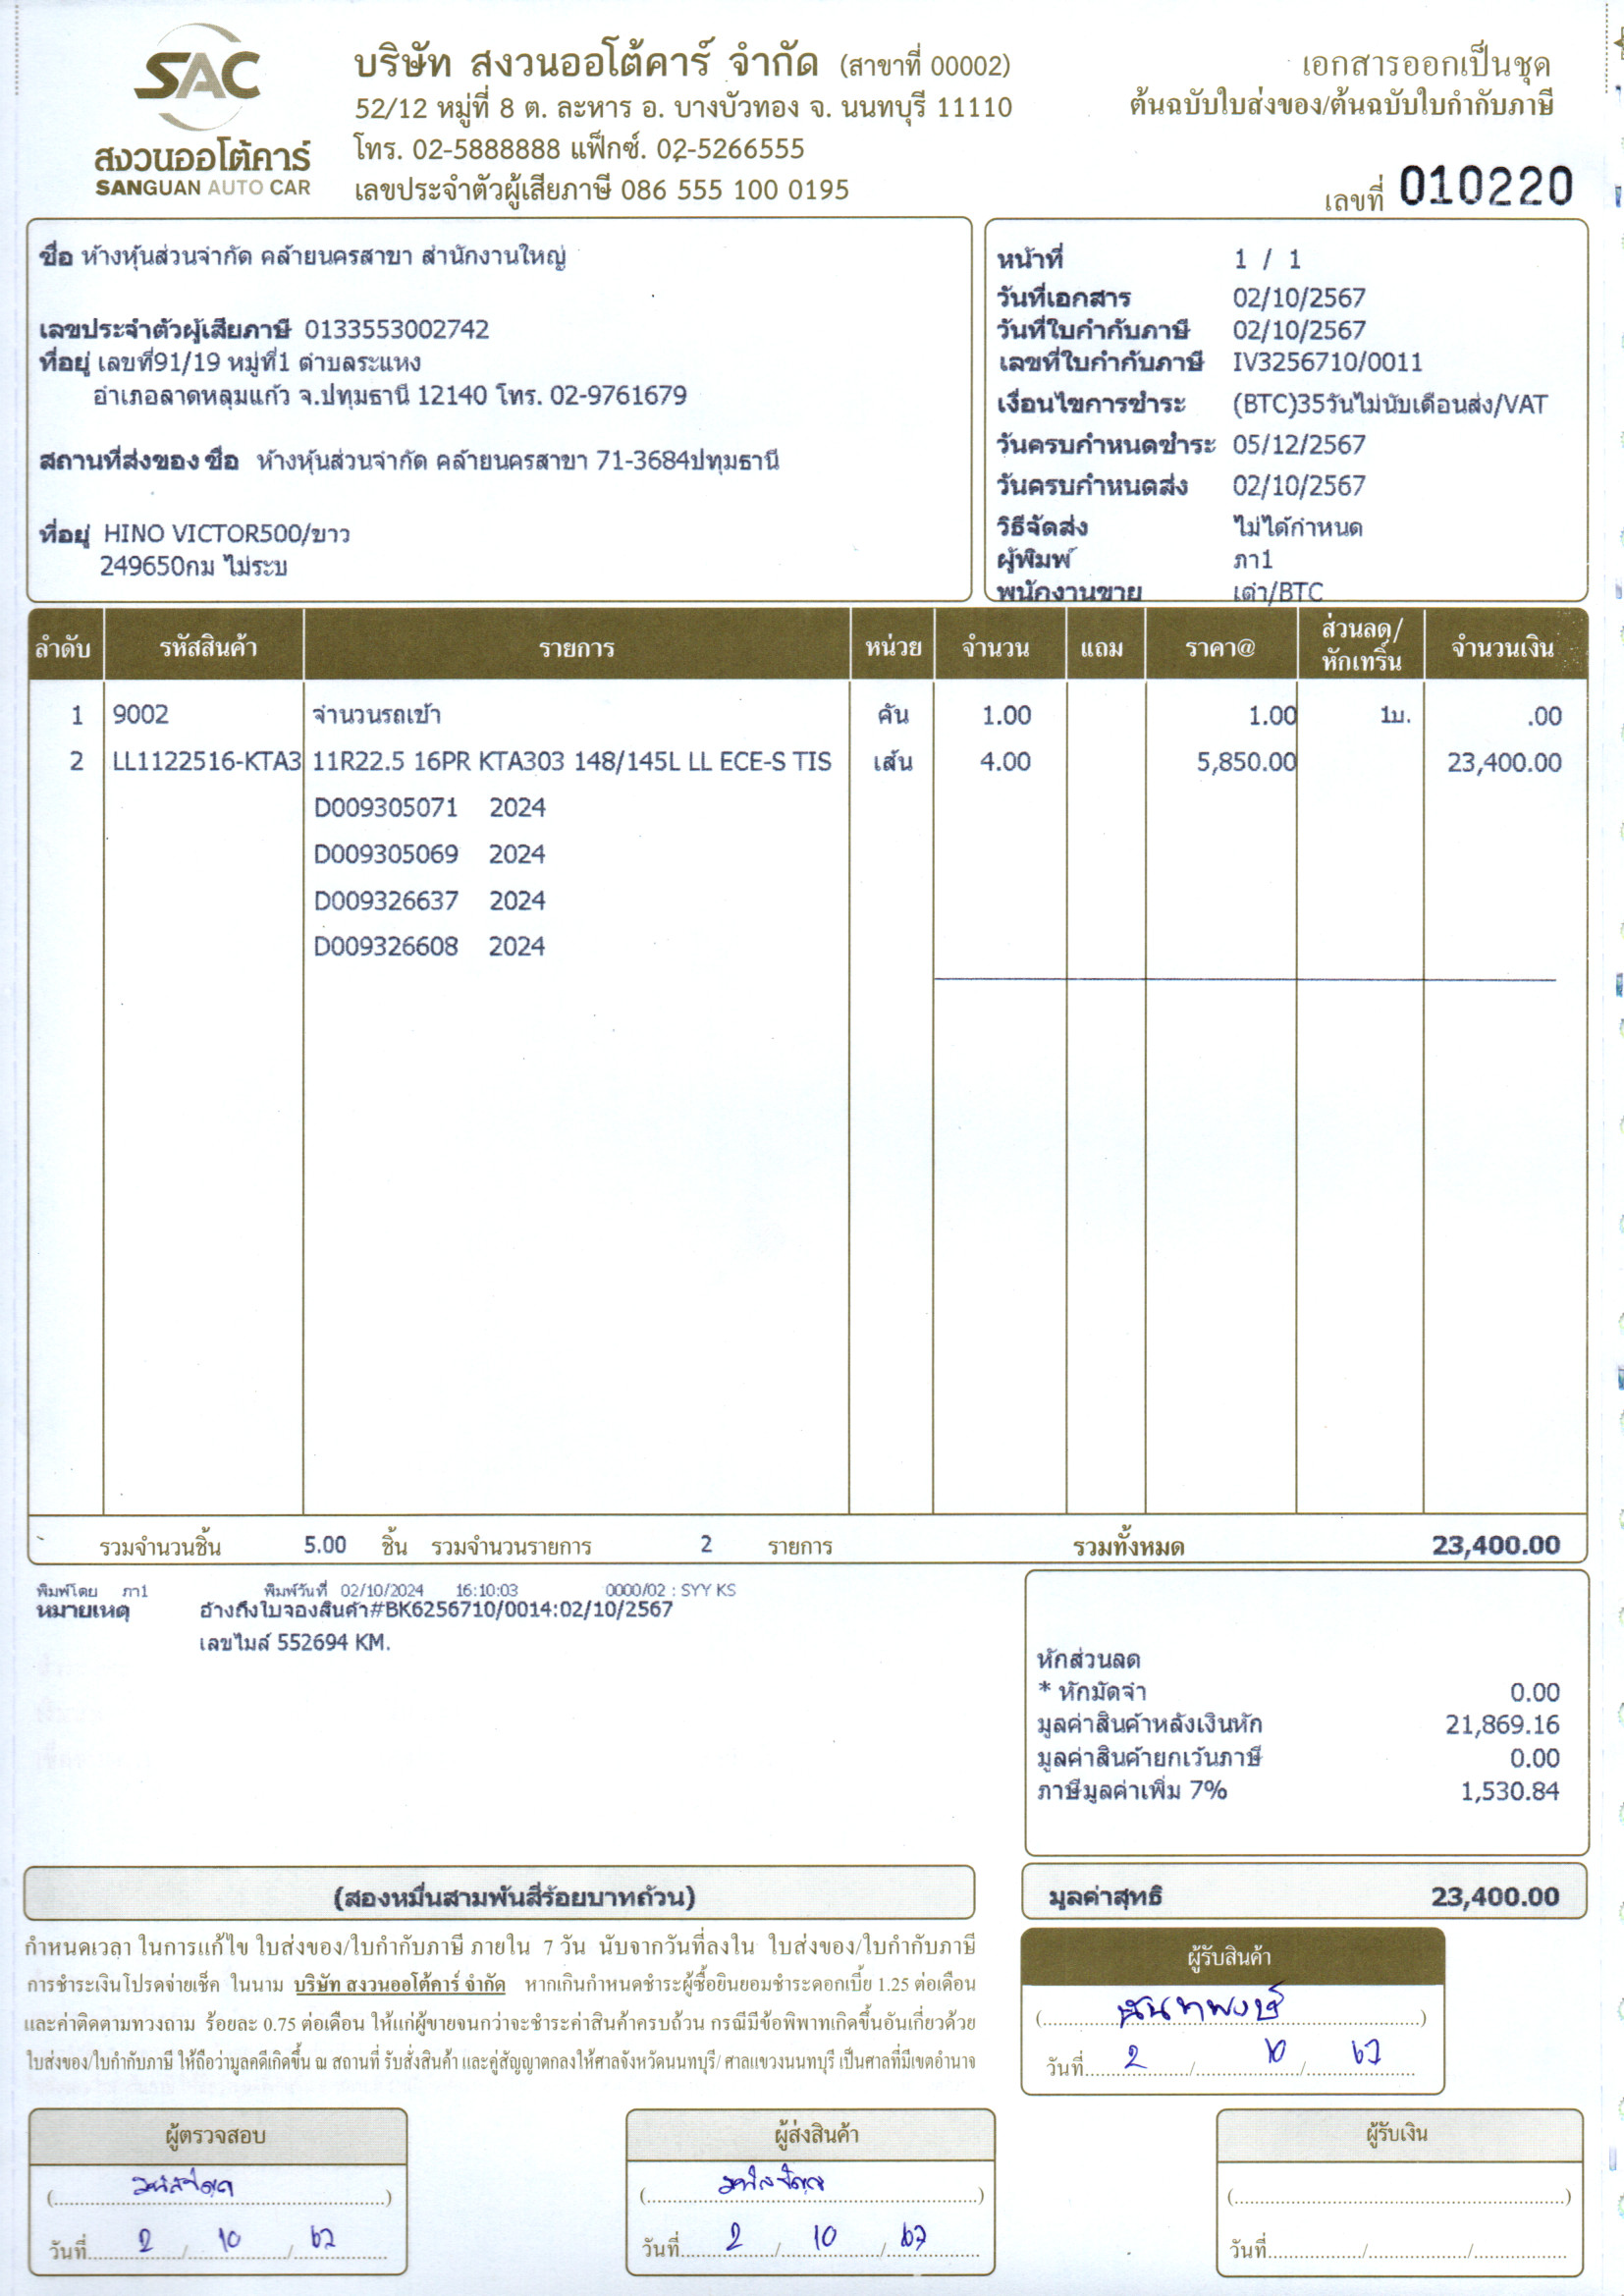 SAC
สงวนออโต้คาร์
SANGUAN AUTO CAR
บริษัท สงวนออโต้คาร์ จำกัด (สาขาที่ 00002)
52/12 หมู่ที่ 8 ต. ละหาร อ. บางบัวทอง จ. นนทบุรี 11110
โทร. 02-5888888 แฟ็กซ์. 02-5266555
เลขประจำตัวผู้เสียภาษี 086 555 100 0195
เอกสารออกเป็นชุด
ต้นฉบับใบส่งของ/ต้นฉบับใบกำกับภาษี
เลขที่ 010220
ชื่อ ห้างหุ้นส่วนจำกัด คล้ายนครสาขา สำนักงานใหญ่
เลขประจำตัวผู้เสียภาษี 0133553002742
ที่อยู่ เลขที่91/19 หมู่ที่1 ตำบลระแหง
อำเภอลาดหลุมแก้ว จ.ปทุมธานี 12140 โทร. 02-9761679
สถานที่ส่งของ ชื่อ ห้างหุ้นส่วนจำกัด คล้ายนครสาขา 71-3684ปทุมธานี
ที่อยู่ HINO VICTOR500/ขาว
249650กม ไม่ระบ
หน้าที่ 1 / 1
วันที่เอกสาร 02/10/2567
วันที่ใบกำกับภาษี 02/10/2567
เลขที่ใบกำกับภาษี IV3256710/0011
เงื่อนไขการชำระ (BTC)35วันไม่นับเดือนส่ง/VAT
วันครบกำหนดชำระ 05/12/2567
วันครบกำหนดส่ง 02/10/2567
วิธีจัดส่ง ไม่ได้กำหนด
ผู้พิมพ์ ภา1
พนักงานขาย เต่า/BTC
ลำดับ รหัสสินค้า รายการ หน่วย จำนวน แถม ราคา@ ส่วนลด/หักเทริ์น จำนวนเงิน
1 9002 จำนวนรถเข้า คัน 1.00 1.00 1บ. .00
2 LL1122516-KTA3 11R22.5 16PR KTA303 148/145L LL ECE-S TIS เส้น 4.00 5,850.00 23,400.00
D009305071 2024
D009305069 2024
D009326637 2024
D009326608 2024
รวมจำนวนชิ้น 5.00 ชิ้น รวมจำนวนรายการ 2 รายการ รวมทั้งหมด 23,400.00
พิมพ์โดย ภา1 พิมพ์วันที่ 02/10/2024 16:10:03 0000/02 : SYY KS
หมายเหตุ อ้างถึงใบจองสินค้า#BK6256710/0014:02/10/2567
เลขไมล์ 552694 KM.
หักส่วนลด
* หักมัดจำ 0.00
มูลค่าสินค้าหลังเงินหัก 21,869.16
มูลค่าสินค้ายกเว้นภาษี 0.00
ภาษีมูลค่าเพิ่ม 7% 1,530.84
(สองหมื่นสามพันสี่ร้อยบาทถ้วน)
มูลค่าสุทธิ 23,400.00
กำหนดเวลา ในการแก้ไข ใบส่งของ/ใบกำกับภาษี ภายใน 7 วัน นับจากวันที่ลงใน ใบส่งของ/ใบกำกับภาษี
การชำระเงินโปรดจ่ายเช็ค ในนาม บริษัท สงวนออโต้คาร์ จำกัด หากเกินกำหนดชำระผู้ซื้อยินยอมชำระดอกเบี้ย 1.25 ต่อเดือน
และค่าติดตามทวงถาม ร้อยละ 0.75 ต่อเดือน ให้แก่ผู้ขายจนกว่าจะชำระค่าสินค้าครบถ้วน กรณีมีข้อพิพาทเกิดขึ้นอันเกี่ยวด้วย
ใบส่งของ/ใบกำกับภาษี ให้ถือว่ามูลคดีเกิดขึ้น ณ สถานที่ รับสั่งสินค้า และคู่สัญญาตกลงให้ศาลจังหวัดนนทบุรี/ ศาลแขวงนนทบุรี เป็นศาลที่มีเขตอำนาจ
ผู้รับสินค้า
(นันทพงษ์)
วันที่ 2 / 10 / 67
ผู้ตรวจสอบ
วันที่ 2 / 10 / 67
ผู้ส่งสินค้า
วันที่ 2 / 10 / 67
ผู้รับเงิน
วันที่ / /